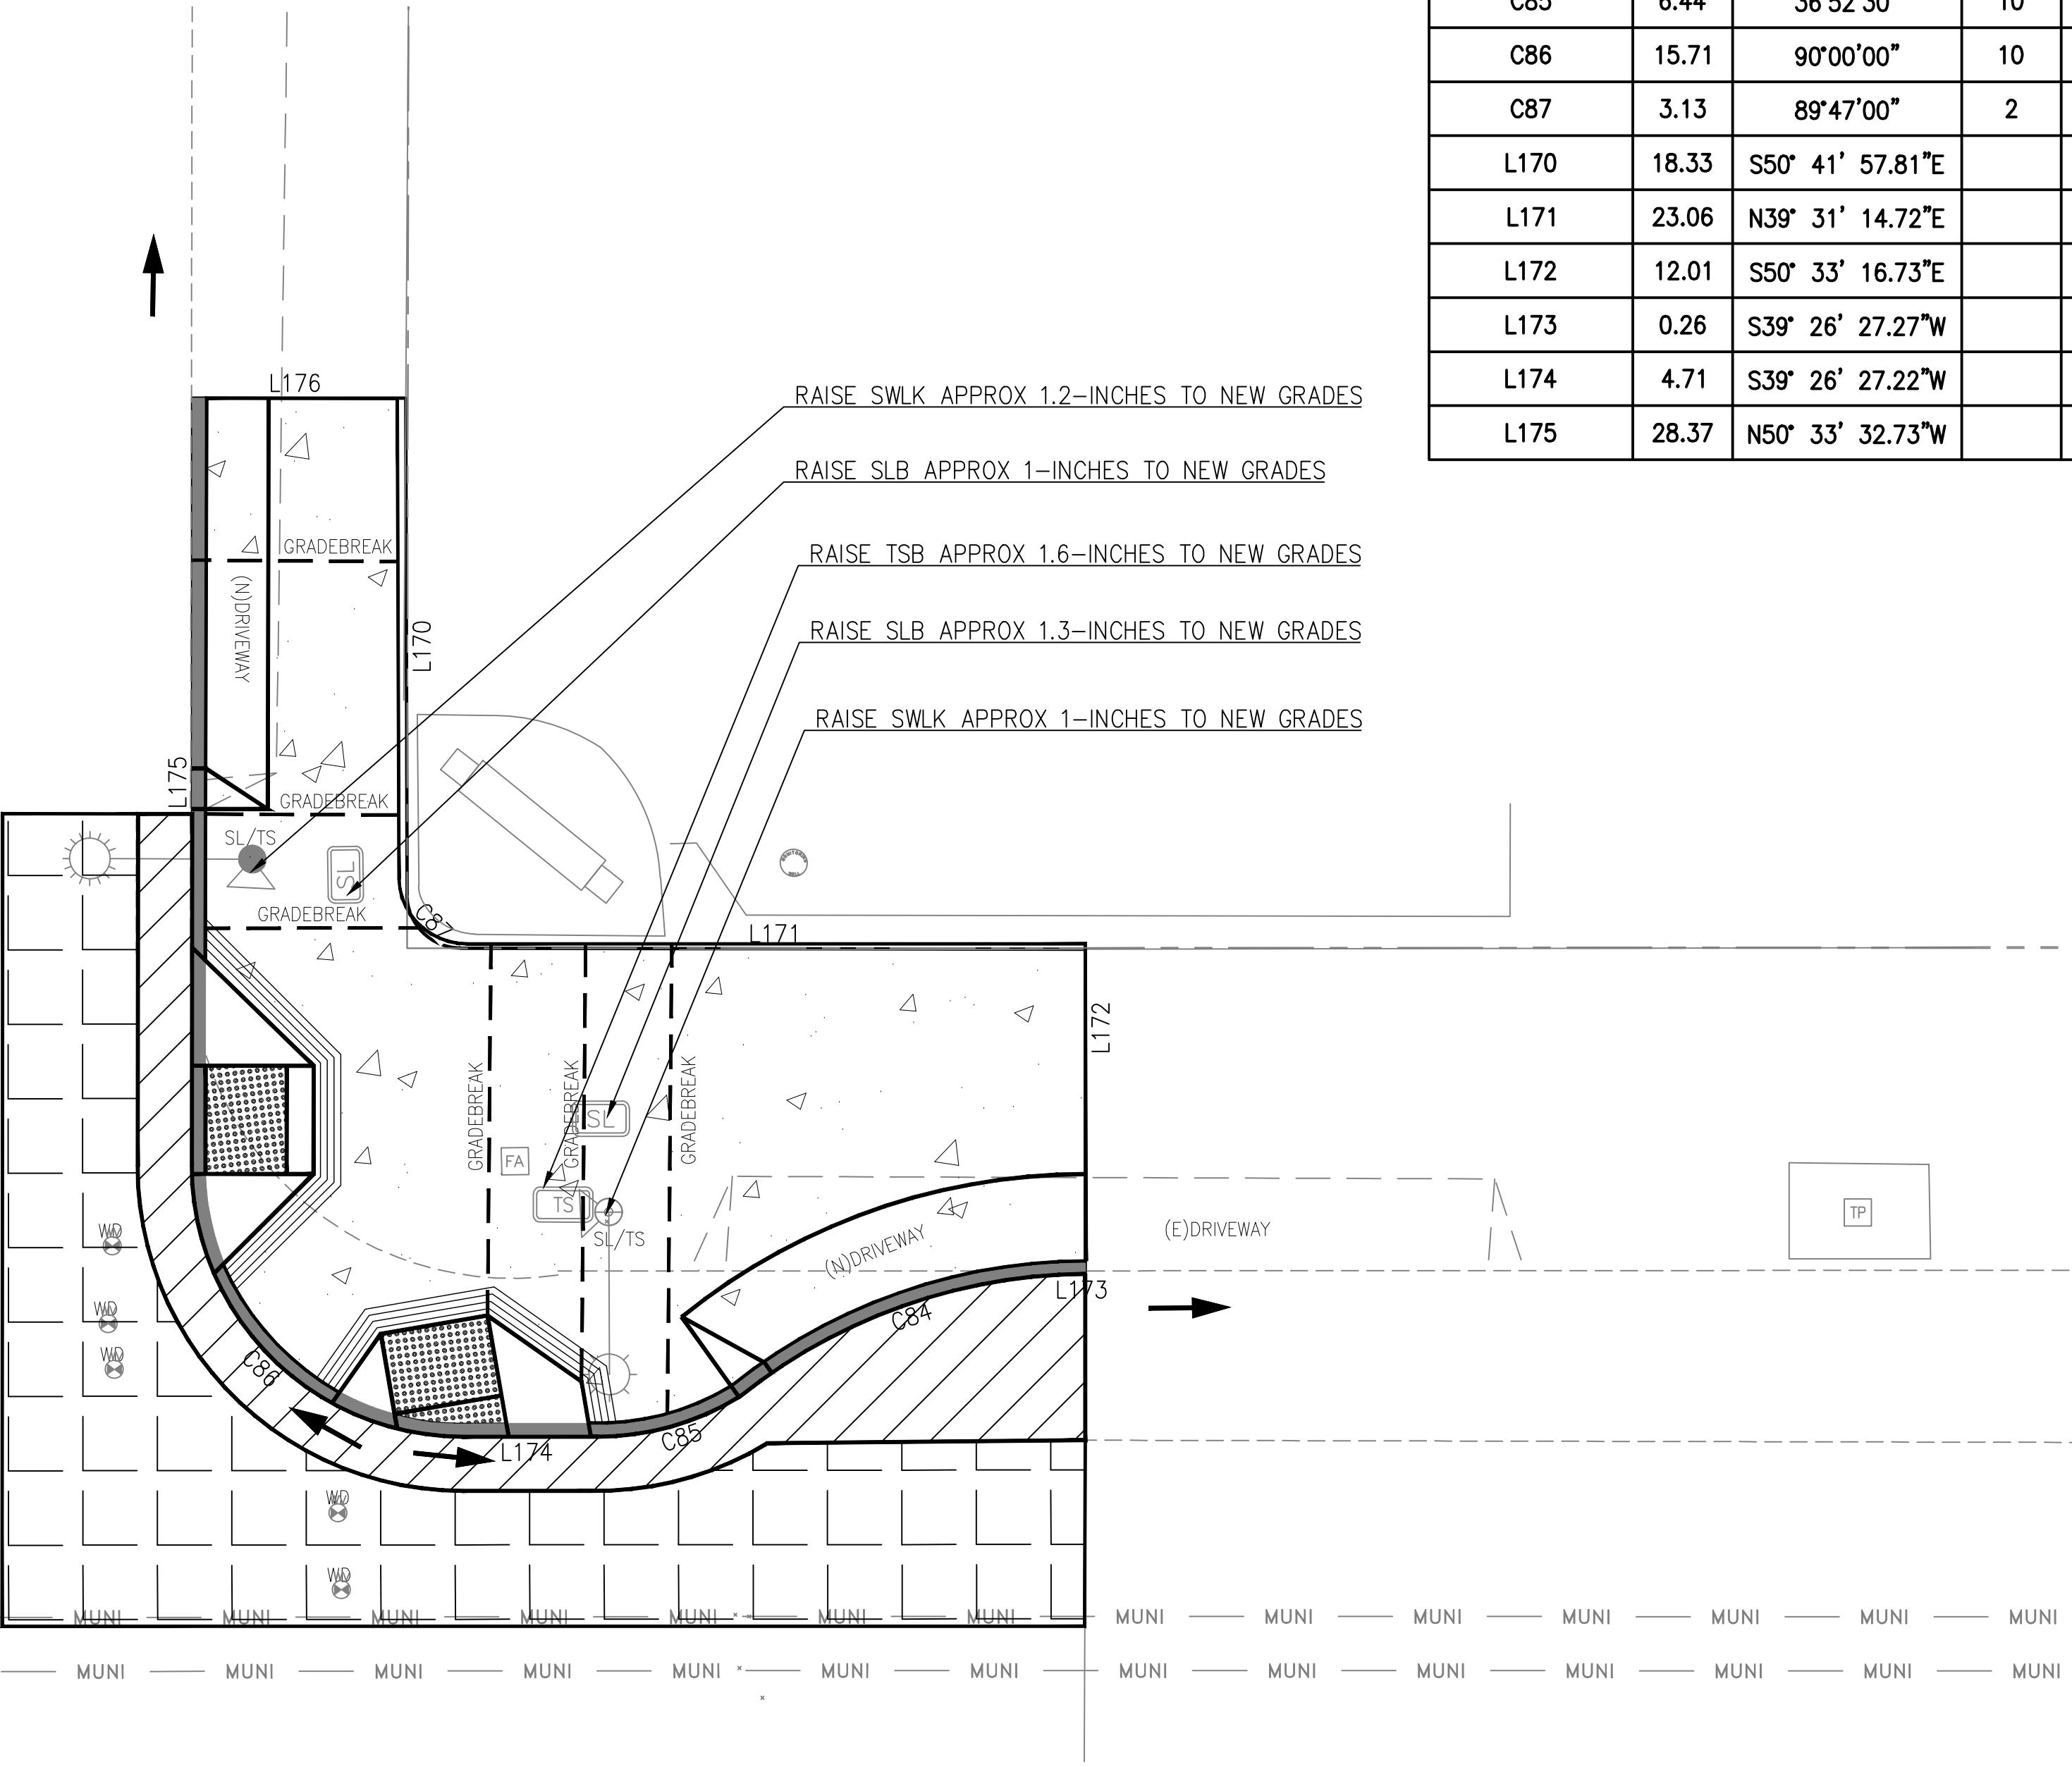 C85 6.44 36°52'30" 10
C86 15.71 90°00'00" 10
C87 3.13 89°47'00" 2
L170 18.33 S50° 41' 57.81"E
L171 23.06 N39° 31' 14.72"E
L172 12.01 S50° 33' 16.73"E
L173 0.26 S39° 26' 27.27"W
L174 4.71 S39° 26' 27.22"W
L175 28.37 N50° 33' 32.73"W
L176
RAISE SWLK APPROX 1.2-INCHES TO NEW GRADES
RAISE SLB APPROX 1-INCHES TO NEW GRADES
RAISE TSB APPROX 1.6-INCHES TO NEW GRADES
RAISE SLB APPROX 1.3-INCHES TO NEW GRADES
RAISE SWLK APPROX 1-INCHES TO NEW GRADES
GRADEBREAK
(N)DRIVEWAY
L170
L175
GRADEBREAK
SL/TS
SL
GRADEBREAK
C87
L171
L172
GRADEBREAK
GRADEBREAK
GRADEBREAK
SL
FA
TS
SL/TS
(N)DRIVEWAY
(E)DRIVEWAY
TP
WD
WD
WD
L173
C84
C86
C85
L174
WD
WD
MUNI MUNI MUNI MUNI MUNI MUNI MUNI MUNI MUNI MUNI MUNI MUNI MUNI MUNI
MUNI MUNI MUNI MUNI MUNI MUNI MUNI MUNI MUNI MUNI MUNI MUNI MUNI MUNI